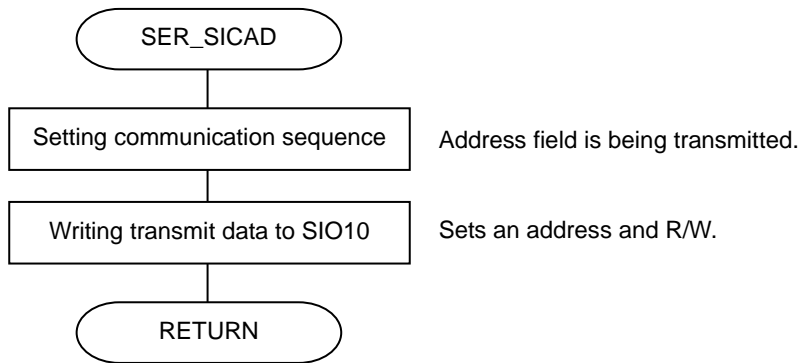 SER_SICAD
Setting communication sequence
Address field is being transmitted.
Writing transmit data to SIO10
Sets an address and R/W.
RETURN